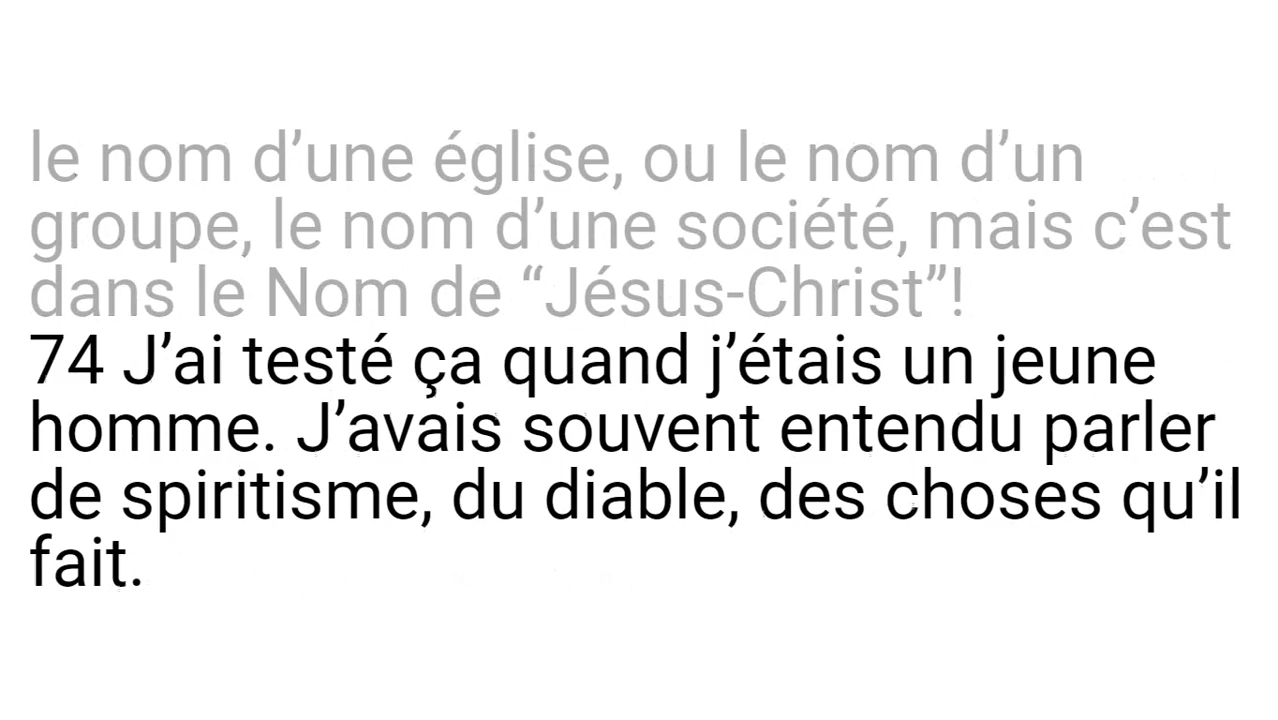 le nom d’une église, ou le nom d’un
groupe, le nom d’une société, mais c’est
dans le Nom de “Jésus-Christ”!
74 J’ai testé ça quand j’étais un jeune
homme. J’avais souvent entendu parler
de spiritisme, du diable, des choses qu’il
fait.